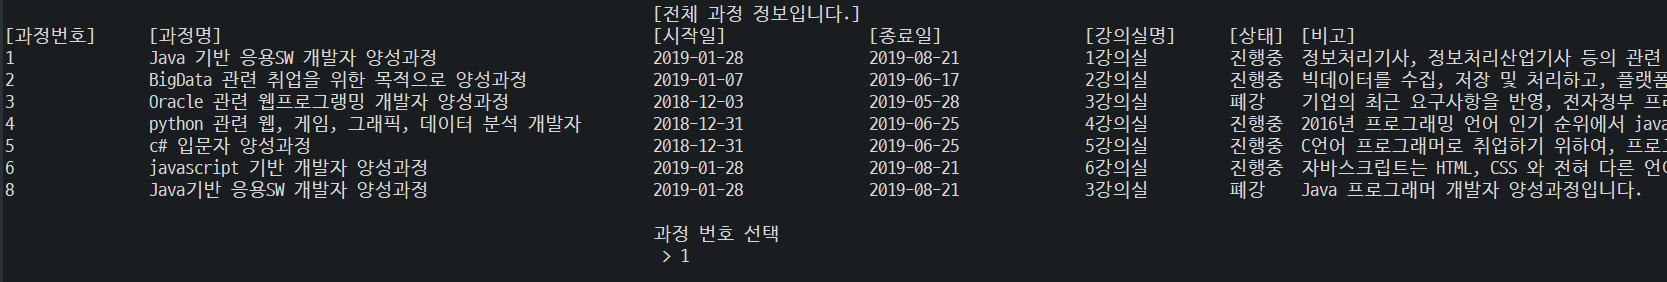 [전체 과정 정보입니다.]
[과정번호] [과정명] [시작일] [종료일] [강의실명] [상태] [비고]
1 Java 기반 응용SW 개발자 양성과정 2019-01-28 2019-08-21 1강의실 진행중 정보처리기사, 정보처리산업기사 등의 관련
2 BigData 관련 취업을 위한 목적으로 양성과정 2019-01-07 2019-06-17 2강의실 진행중 빅데이터를 수집, 저장 및 처리하고, 플랫폼
3 Oracle 관련 웹프로그램밍 개발자 양성과정 2018-12-03 2019-05-28 3강의실 폐강 기업의 최근 요구사항을 반영, 전자정부
4 python 관련 웹, 게임, 그래픽, 데이터 분석 개발자 2018-12-31 2019-06-25 4강의실 진행중 2016년 프로그래밍 언어 인기 순위에서 java
5 c# 입문자 양성과정 2018-12-31 2019-06-25 5강의실 진행중 C언어 프로그래머로 취업하기 위하여,
6 javascript 기반 개발자 양성과정 2019-01-28 2019-08-21 6강의실 진행중 자바스크립트는 HTML, CSS 와 전혀 다른
8 Java기반 응용SW 개발자 양성과정 2019-01-28 2019-08-21 3강의실 폐강 Java 프로그래머 개발자 양성과정입니다.
과정 번호 선택
> 1